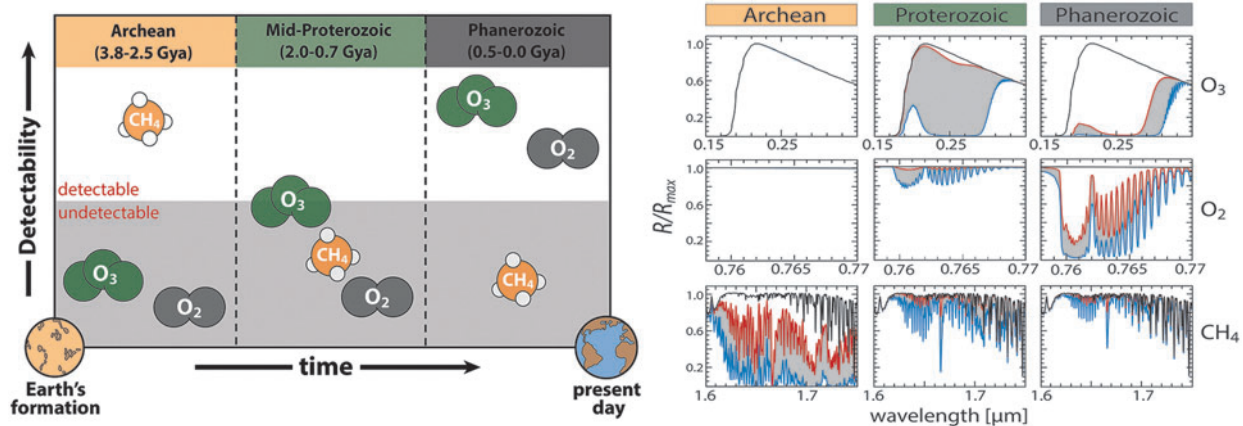 Archean
(3.8-2.5 Gya)
Mid-Proterozoic
(2.0-0.7 Gya)
Phanerozoic
(0.5-0.0 Gya)
Detectability
CH₄
O₃
O₂
detectable
undetectable
O₃
CH₄
O₂
O₃
O₂
CH₄
Earth's
formation
time
present
day
Archean
Proterozoic
Phanerozoic
R/Rmax
1.0
0.6
0.2
0.15
0.25
0.15
0.25
0.15
0.25
O₃
1.0
0.6
0.2
0.76
0.765
0.77
0.76
0.765
0.77
0.76
0.765
0.77
O₂
1.0
0.6
0.2
1.6
1.7
1.6
1.7
1.6
1.7
CH₄
wavelength [µm]